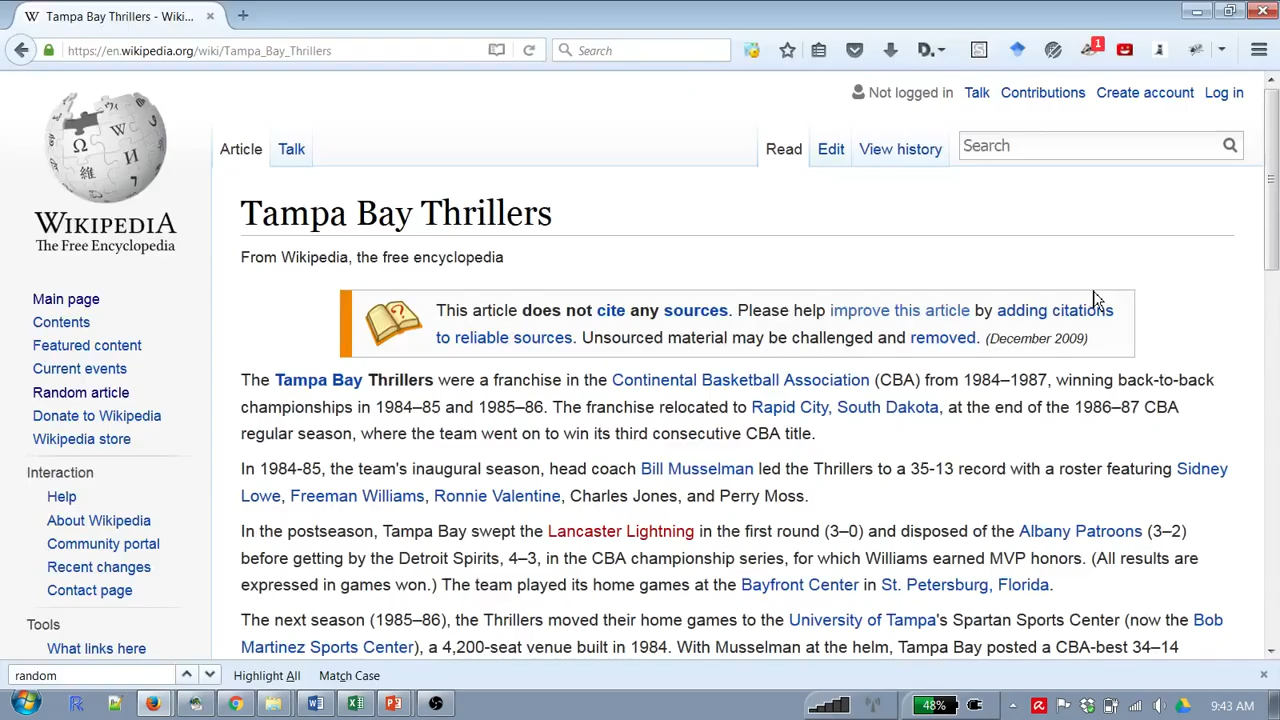 Tampa Bay Thrillers - Wiki...
https://en.wikipedia.org/wiki/Tampa_Bay_Thrillers
Search
1
Not logged in Talk Contributions Create account Log in
Article Talk Read Edit View history Search
WIKIPEDIA
The Free Encyclopedia
Main page
Contents
Featured content
Current events
Random article
Donate to Wikipedia
Wikipedia store
Interaction
Help
About Wikipedia
Community portal
Recent changes
Contact page
Tools
What links here
Tampa Bay Thrillers
From Wikipedia, the free encyclopedia
This article does not cite any sources. Please help improve this article by adding citations
to reliable sources. Unsourced material may be challenged and removed. (December 2009)
The Tampa Bay Thrillers were a franchise in the Continental Basketball Association (CBA) from 1984–1987, winning back-to-back
championships in 1984–85 and 1985–86. The franchise relocated to Rapid City, South Dakota, at the end of the 1986–87 CBA
regular season, where the team went on to win its third consecutive CBA title.
In 1984-85, the team's inaugural season, head coach Bill Musselman led the Thrillers to a 35-13 record with a roster featuring Sidney
Lowe, Freeman Williams, Ronnie Valentine, Charles Jones, and Perry Moss.
In the postseason, Tampa Bay swept the Lancaster Lightning in the first round (3–0) and disposed of the Albany Patroons (3–2)
before getting by the Detroit Spirits, 4–3, in the CBA championship series, for which Williams earned MVP honors. (All results are
expressed in games won.) The team played its home games at the Bayfront Center in St. Petersburg, Florida.
The next season (1985–86), the Thrillers moved their home games to the University of Tampa's Spartan Sports Center (now the Bob
Martinez Sports Center), a 4,200-seat venue built in 1984. With Musselman at the helm, Tampa Bay posted a CBA-best 34–14
random Highlight All Match Case
48% 9:43 AM